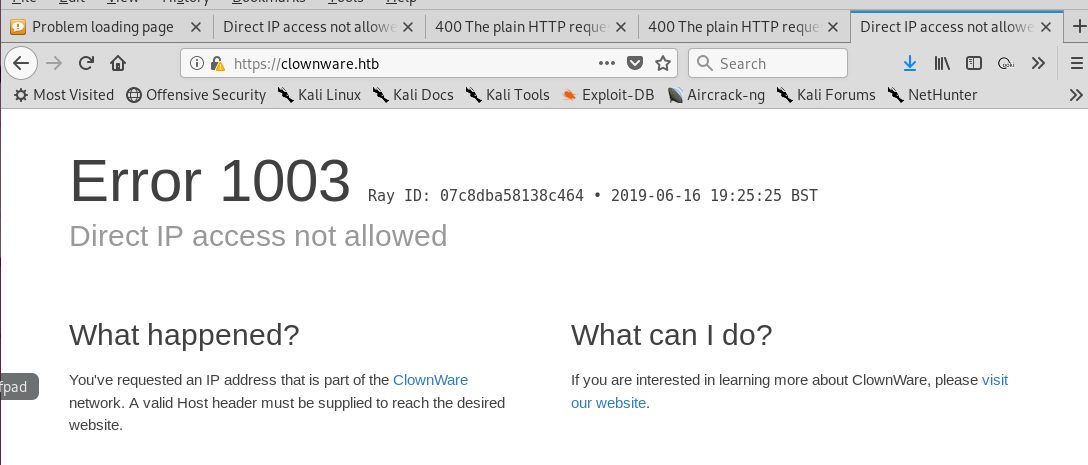 Problem loading page
Direct IP access not allowe
400 The plain HTTP reque
400 The plain HTTP reque
Direct IP access not allowe
https://clownware.htb
Search
Most Visited
Offensive Security
Kali Linux
Kali Docs
Kali Tools
Exploit-DB
Aircrack-ng
Kali Forums
NetHunter
Error 1003 Ray ID: 07c8dba58138c464 • 2019-06-16 19:25:25 BST
Direct IP access not allowed
What happened?
You've requested an IP address that is part of the ClownWare
network. A valid Host header must be supplied to reach the desired
website.
What can I do?
If you are interested in learning more about ClownWare, please visit
our website.
fpad